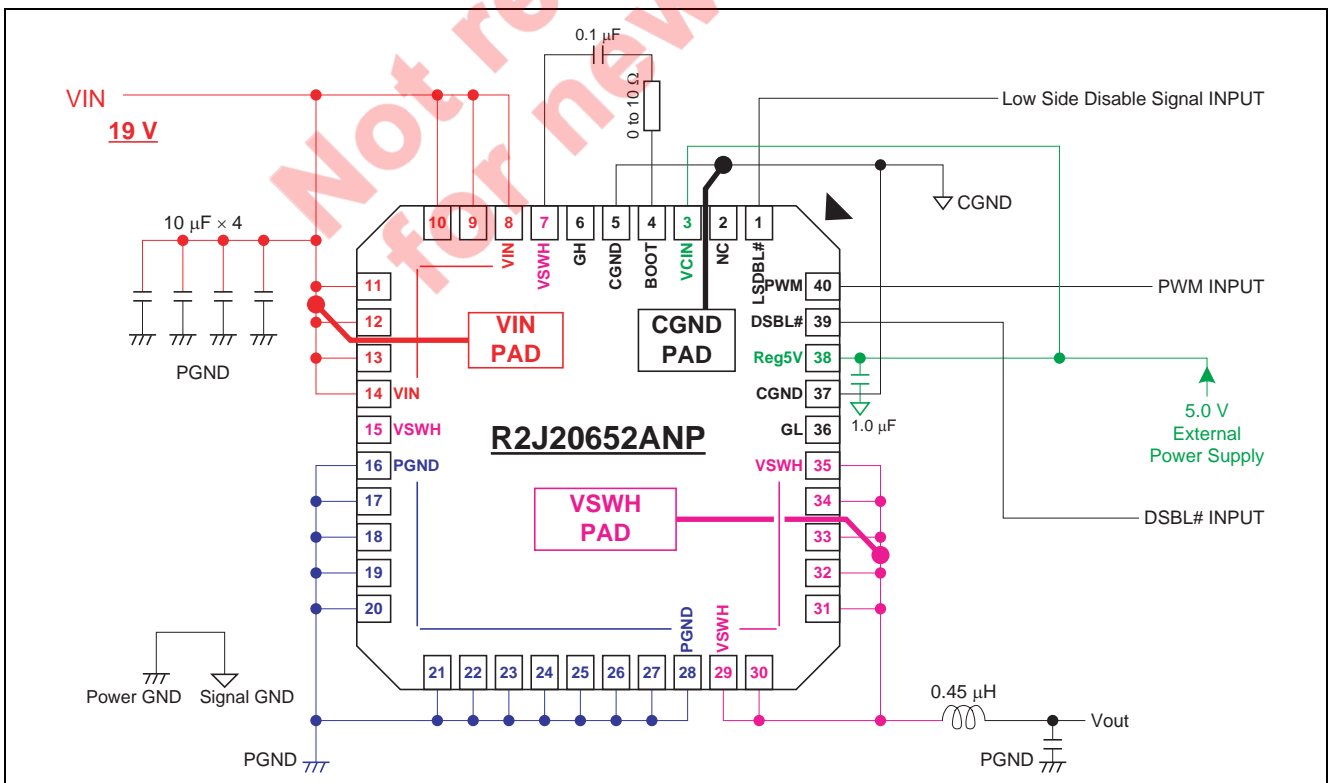 Not re
for new
0.1 μF
0 to 10 Ω
VIN
19 V
Low Side Disable Signal INPUT
CGND
10 μF × 4
PGND
10 9 8 7 6 5 4 3 2 1
VIN VSWH GH CGND BOOT VCIN NC LSDBL#
11
12
13
14 VIN
15 VSWH
16 PGND
17
18
19
20
VIN PAD
CGND PAD
R2J20652ANP
VSWH PAD
PWM 40 PWM INPUT
DSBL# 39
Reg5V 38
CGND 37
1.0 μF
GL 36
VSWH 35
34
33
32
31
5.0 V
External
Power Supply
DSBL# INPUT
PGND VSWH
21 22 23 24 25 26 27 28 29 30
Power GND Signal GND
PGND
0.45 μH
Vout
PGND